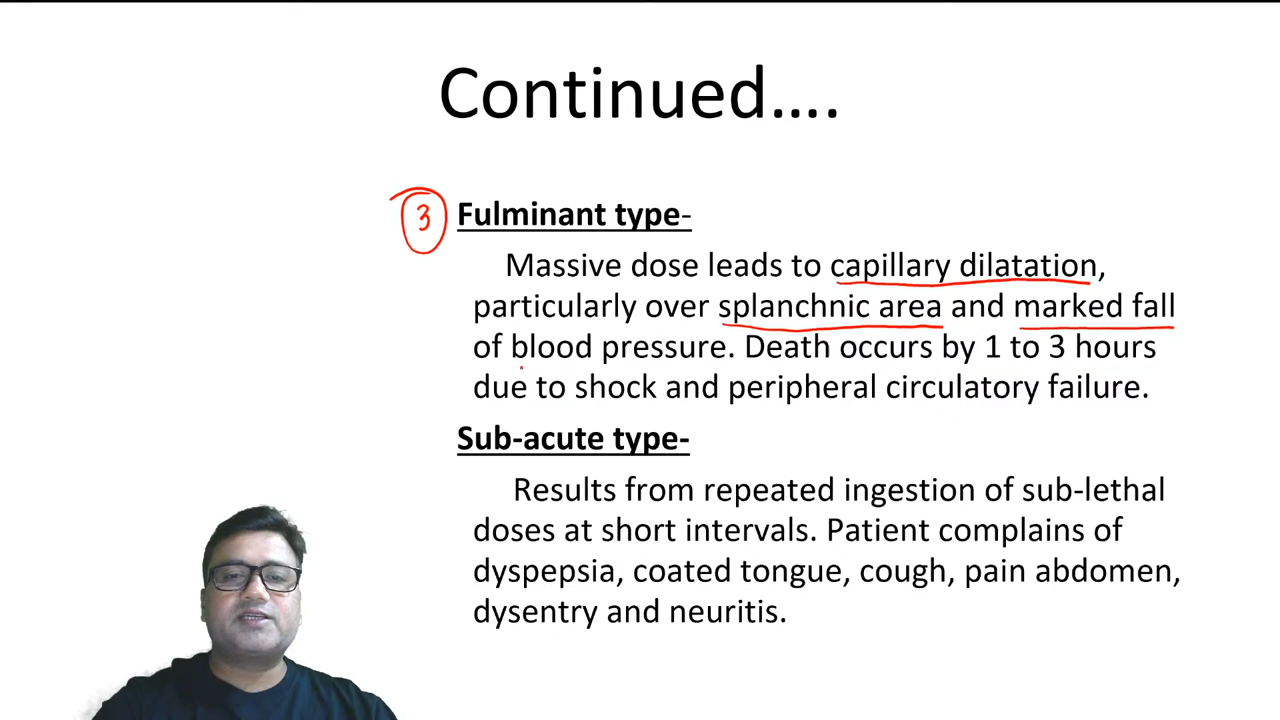 Continued….
3 Fulminant type-
Massive dose leads to capillary dilatation,
particularly over splanchnic area and marked fall
of blood pressure. Death occurs by 1 to 3 hours
due to shock and peripheral circulatory failure.
Sub-acute type-
Results from repeated ingestion of sub-lethal
doses at short intervals. Patient complains of
dyspepsia, coated tongue, cough, pain abdomen,
dysentry and neuritis.